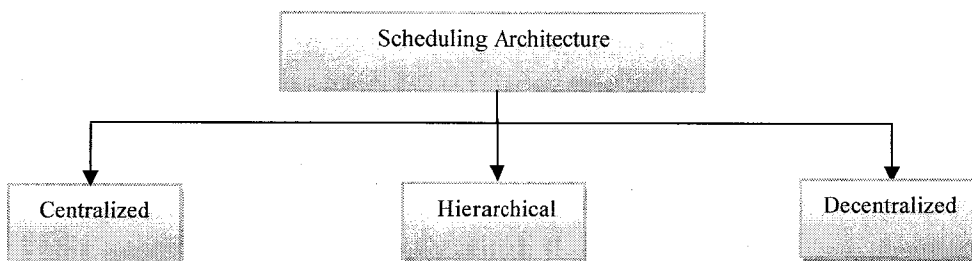 Scheduling Architecture
Centralized
Hierarchical
Decentralized